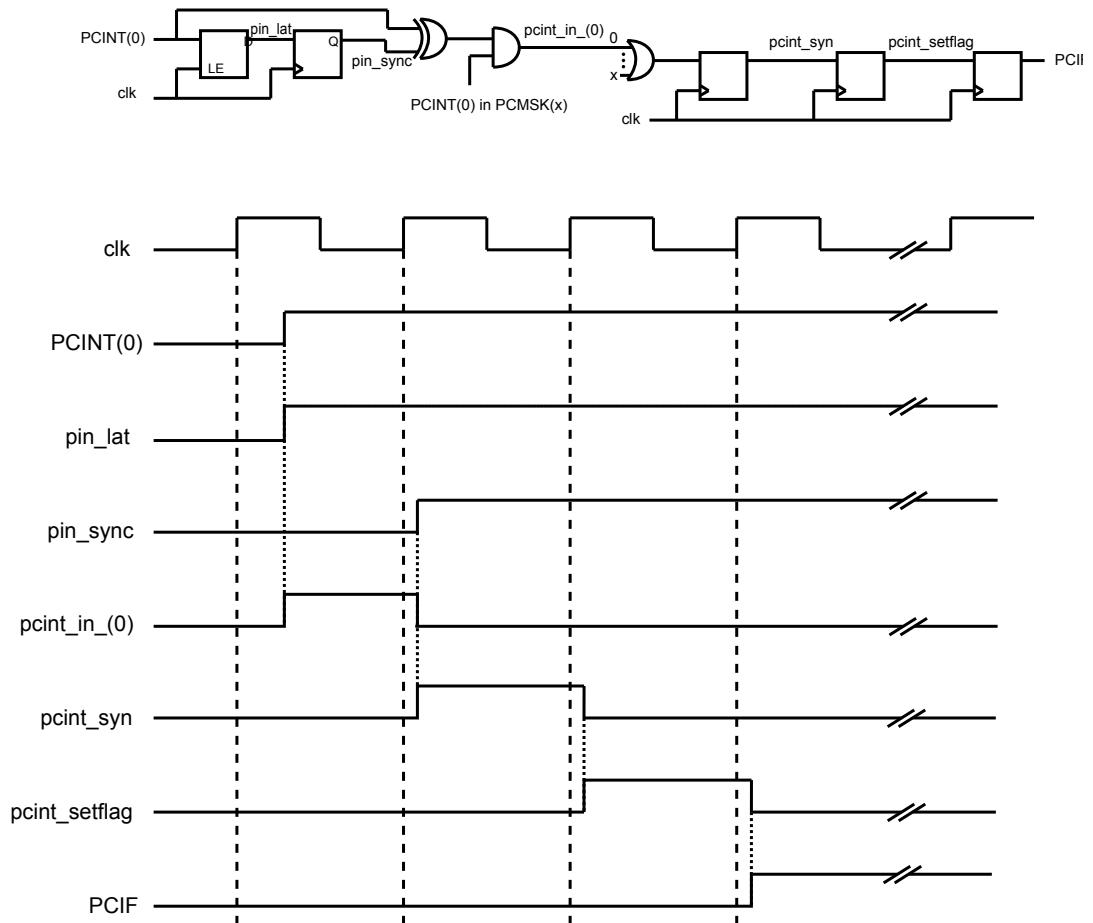 pin_lat
pcint_in_(0)
0
PCINT(0)
D
Q
pcint_syn
pcint_setflag
pin_sync
PCIF
LE
x
clk
PCINT(0) in PCMSK(x)
clk
clk
PCINT(0)
pin_lat
pin_sync
pcint_in_(0)
pcint_syn
pcint_setflag
PCIF